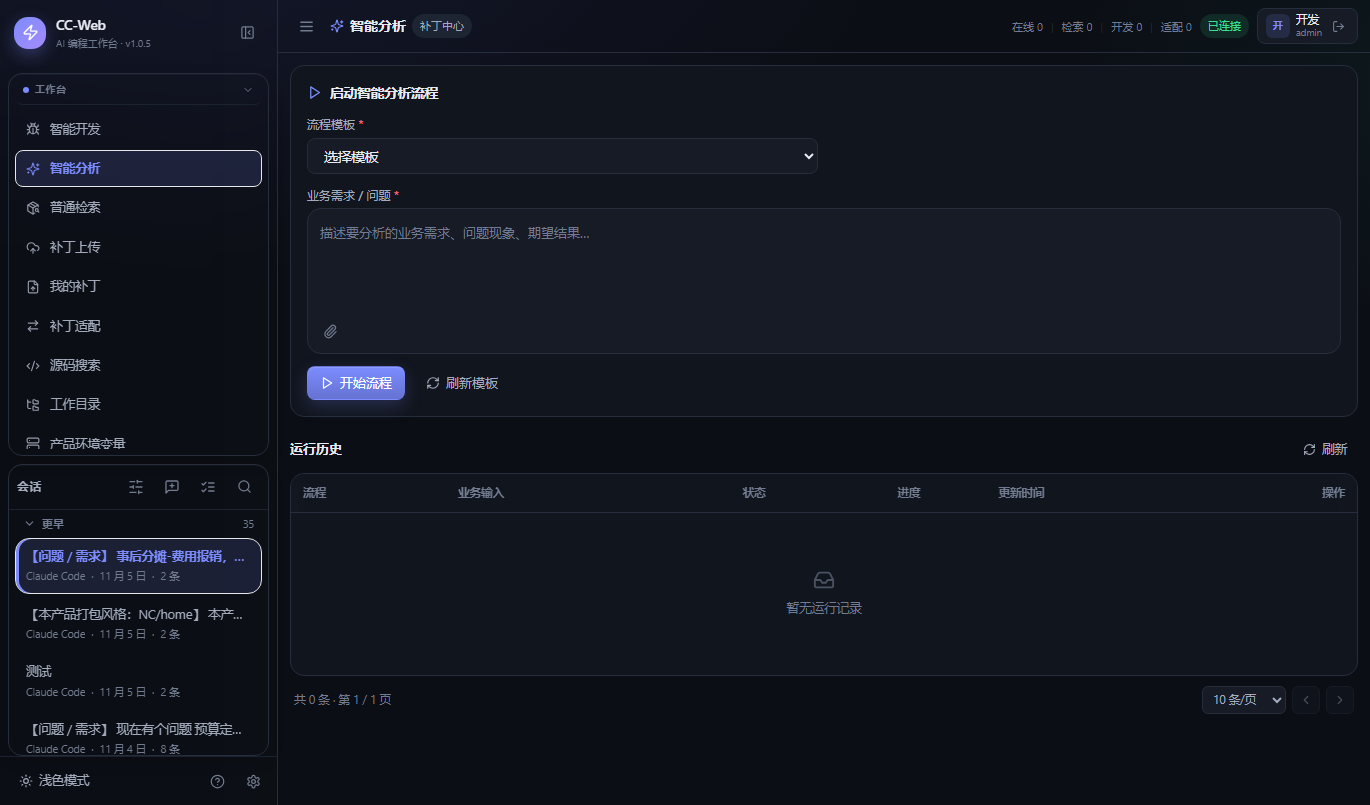 CC-Web
AI 编程工作台 · v1.0.5
工作台
智能开发
智能分析
普通检索
补丁上传
我的补丁
补丁适配
源码搜索
工作目录
产品环境变量
会话
更早 35
【问题 / 需求】 事后分摊-费用报销，...
Claude Code · 11月5日 · 2 条
【本产品打包风格：NC/home】 本产...
Claude Code · 11月5日 · 2 条
测试
Claude Code · 11月5日 · 2 条
【问题 / 需求】 现在有个问题 预算定...
Claude Code · 11月4日 · 8 条
浅色模式
智能分析 补丁中心
在线 0 检索 0 开发 0 适配 0 已连接
开 开发
admin
启动智能分析流程
流程模板 *
选择模板
业务需求 / 问题 *
描述要分析的业务需求、问题现象、期望结果...
开始流程 刷新模板
运行历史 刷新
流程 业务输入 状态 进度 更新时间 操作
暂无运行记录
共 0 条 · 第 1 / 1 页 10 条/页